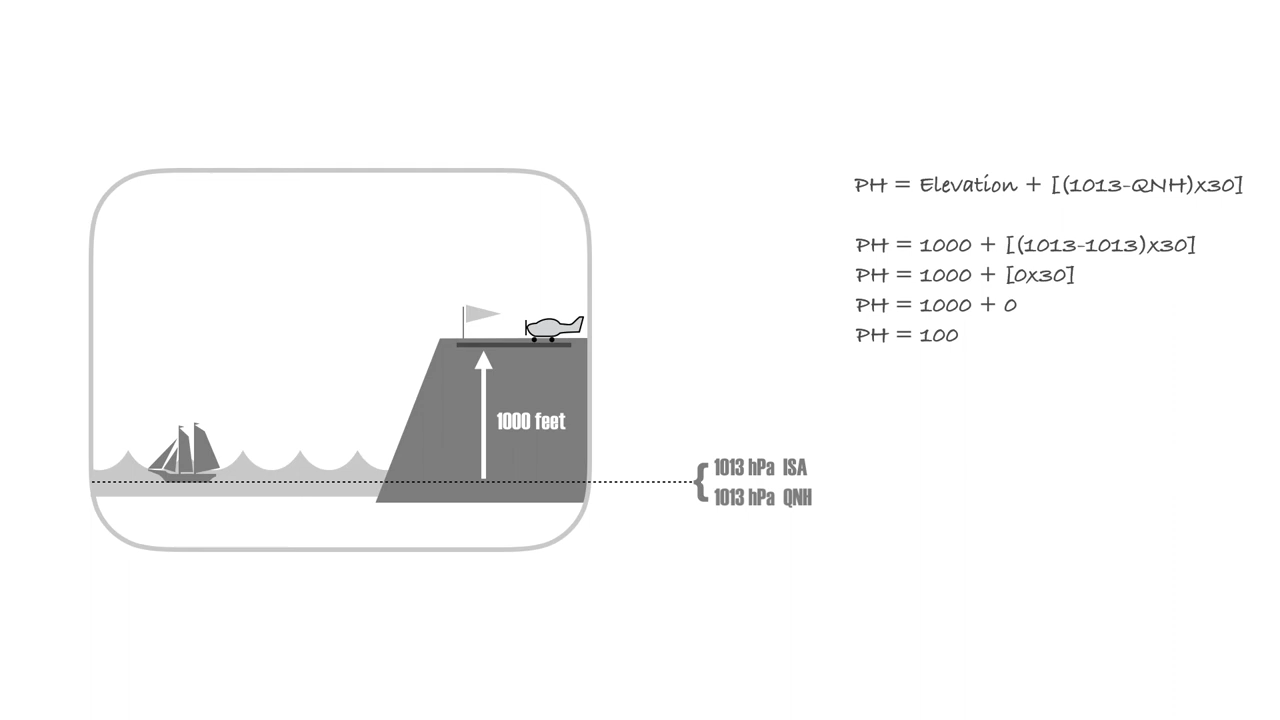 PH = Elevation + [(1013-QNH)x30]
PH = 1000 + [(1013-1013)x30]
PH = 1000 + [0x30]
PH = 1000 + 0
PH = 100
1000 feet
1013 hPa ISA
1013 hPa QNH